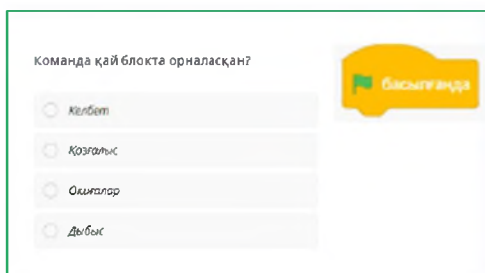 Команда қай блокта орналасқан?
басылғанда
Келбет
Қозғалыс
Оқиғалар
Дыбыс